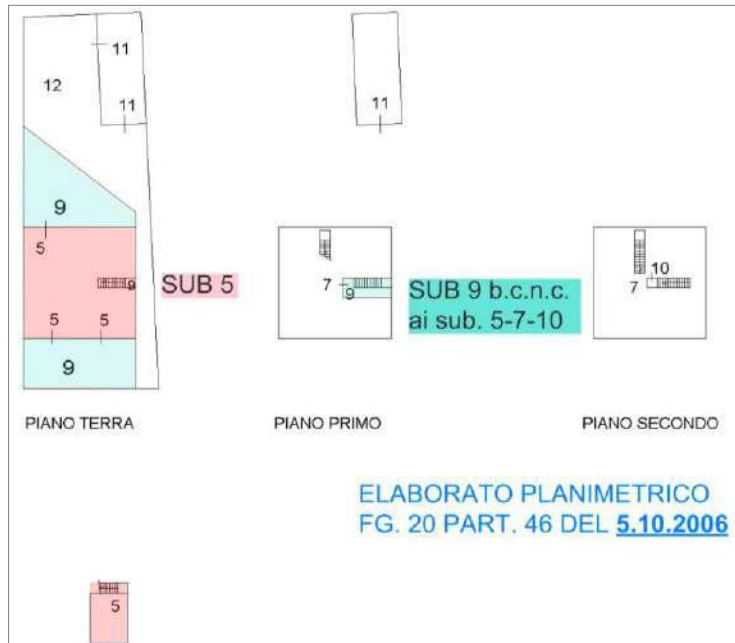 11
12
11
11
9
5
9
SUB 5
5
5
9
7
9
SUB 9 b.c.n.c.
ai sub. 5-7-10
10
7
PIANO TERRA
PIANO PRIMO
PIANO SECONDO
ELABORATO PLANIMETRICO
FG. 20 PART. 46 DEL 5.10.2006
5